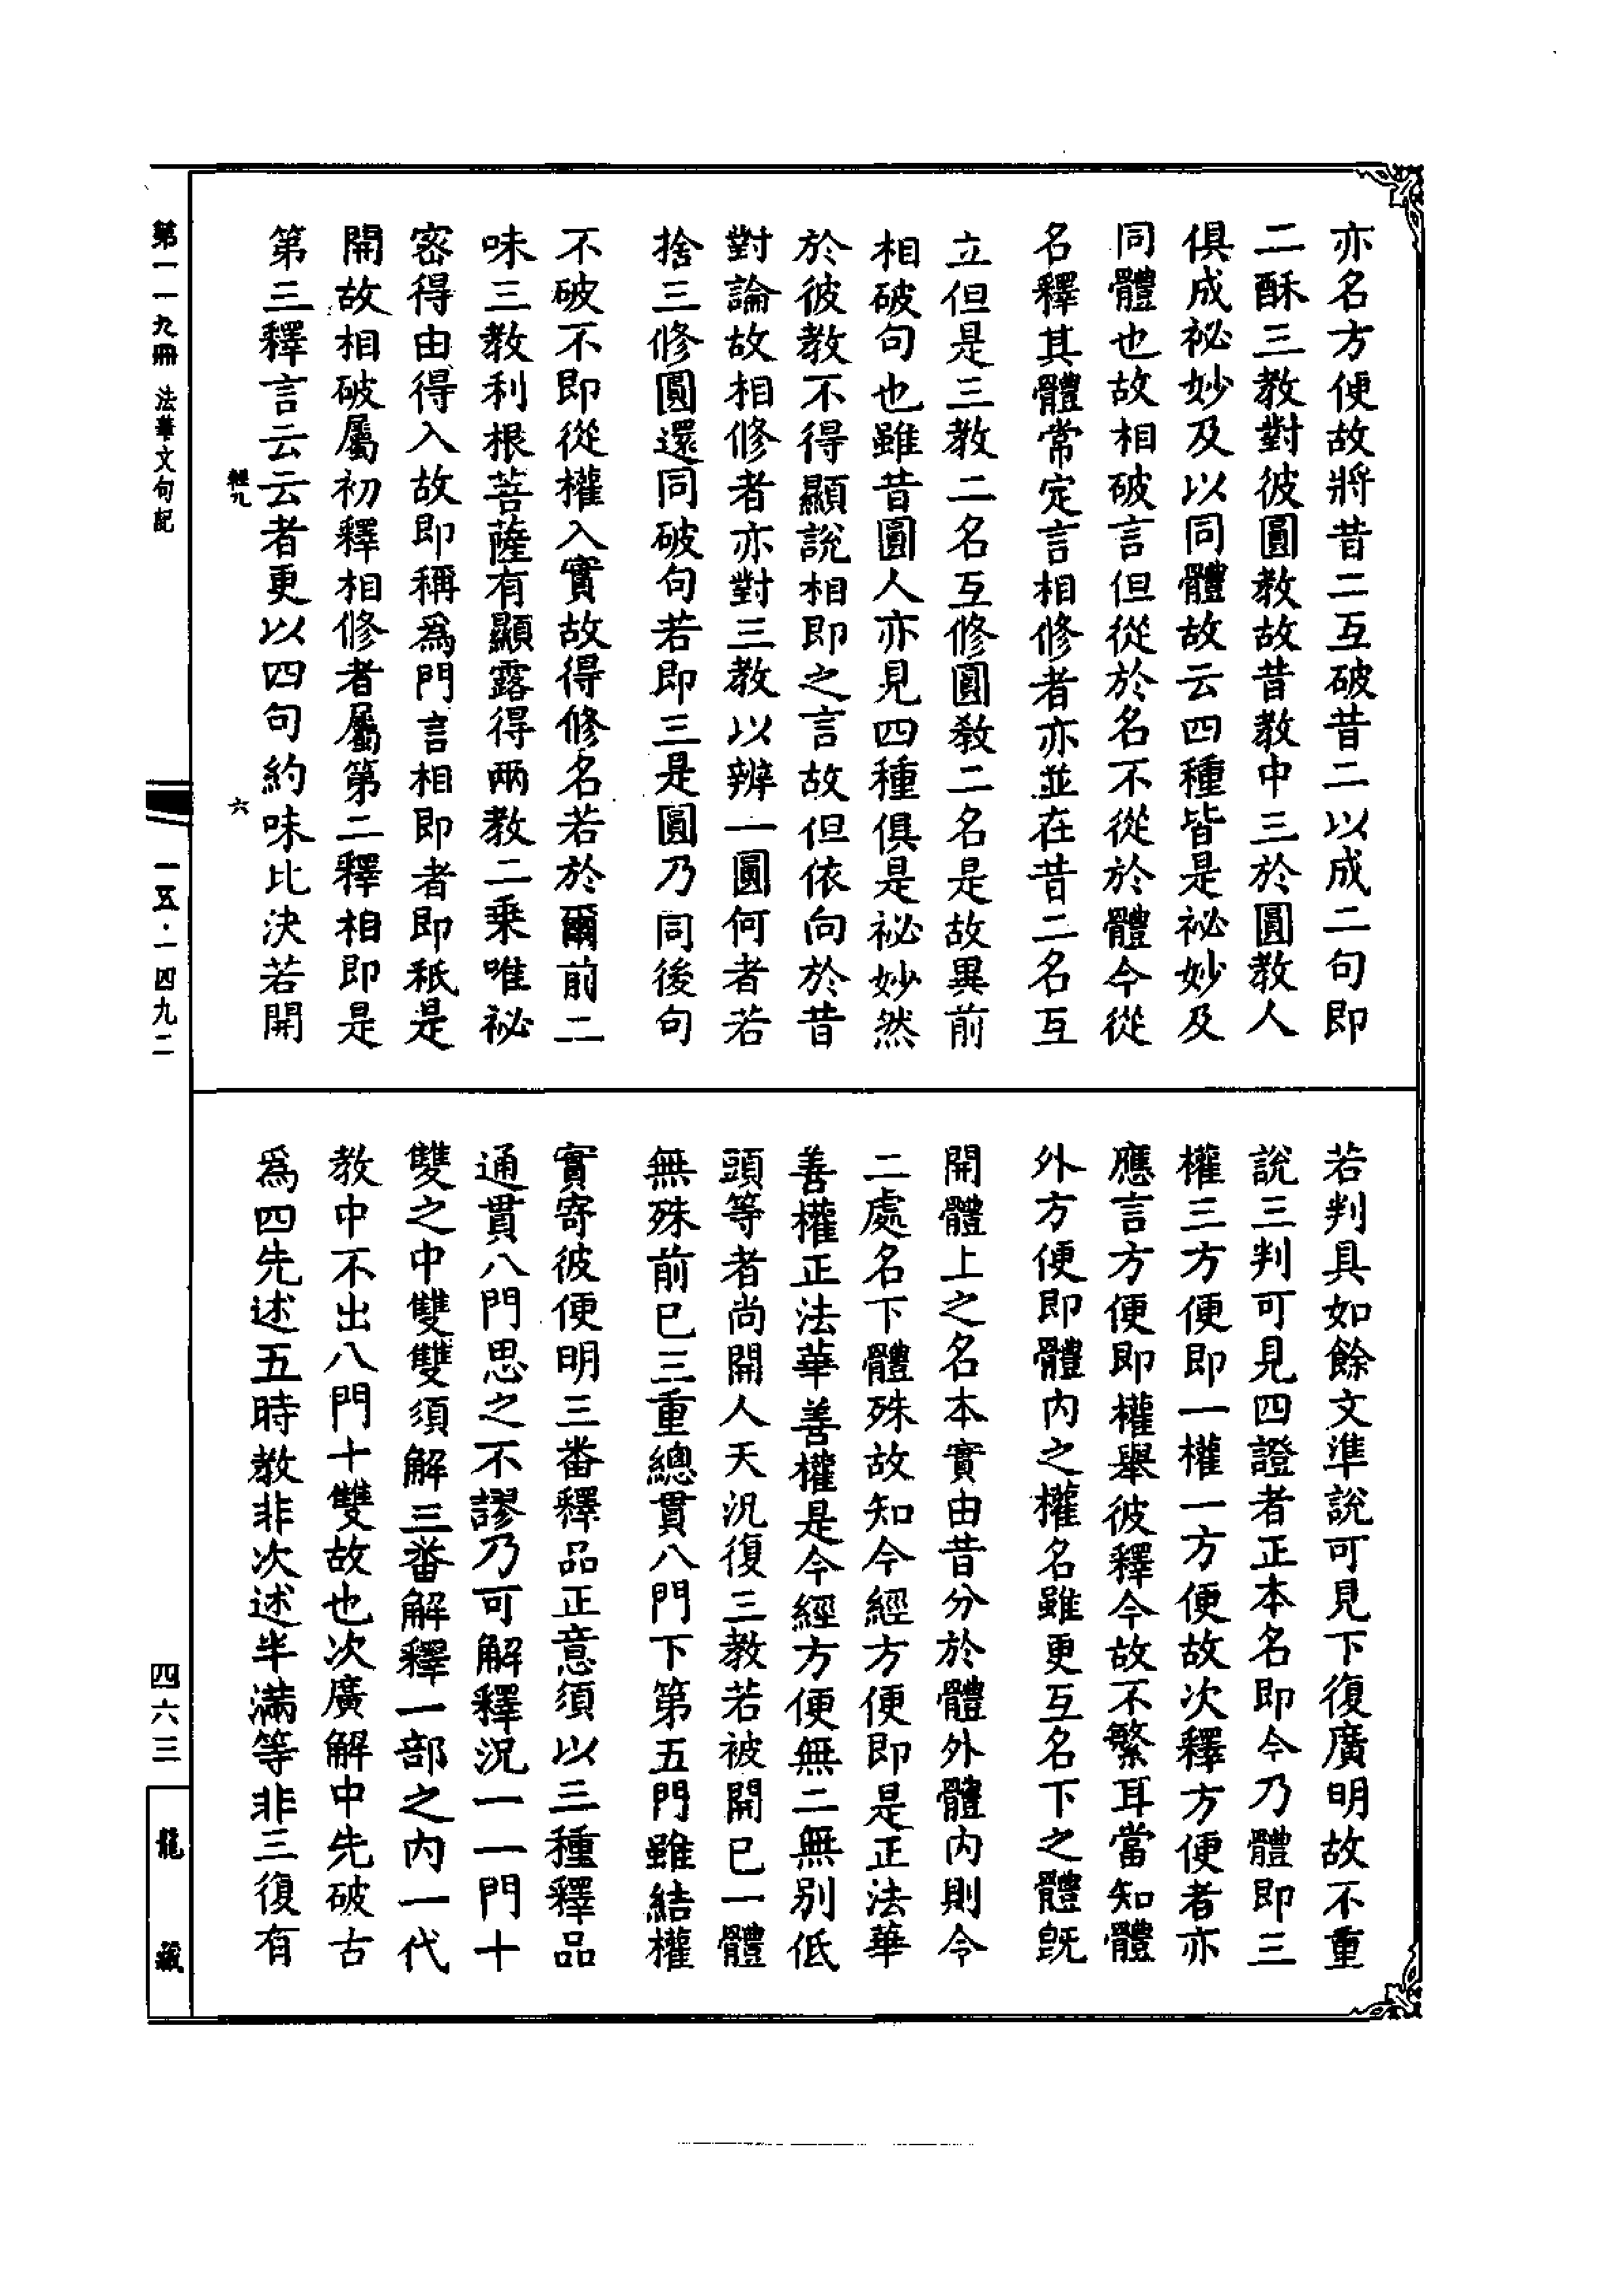 亦名方便故將昔二互破昔二以成二句即
二酥三教對彼圓教故昔教中三於圓教人
俱成祕妙及以同體故云四種皆是祕妙及
同體也故相破言但從於名不從於體今從
名釋其體常定言相修者亦並在昔二名互
立但是三教二名互修圓教二名是故異前
相破句也雖昔圓人亦見四種俱是祕妙然
於彼教不得顯說相即之言故但依向於昔
對論故相修者亦對三教以辨一圓何者若
捨三修圓還同破句若即三是圓乃同後句
不破不即從權入實故得修名若於爾前二
味三教利根菩薩有顯露得兩教二乘唯祕
密得由得入故即稱為門言相即者即秖是
開故相破屬初釋相修者屬第二釋相即是
第三釋言云云者更以四句約味比決若開
若判具如餘文準說可見下復廣明故不重
說三判可見四證者正本名即今乃體即三
權三方便即一權一方便故次釋方便者亦
應言方便即權舉彼釋今故不繁耳當知體
外方便即體內之權名雖更互名下之體旣
開體上之名本實由昔分於體外體內則今
二處名下體殊故知今經方便即是正法華
善權正法華善權是今經方便無二無別低
頭等者尚開人天況復三教若被開已一體
無殊前已三重總貫八門下第五門雖結權
實寄彼便明三番釋品正意須以三種釋品
通貫八門思之不謬乃可解釋況一一門十
雙之中雙雙須解三番解釋一部之內一代
教中不出八門十雙故也次廣解中先破古
為四先述五時教非次述半滿等非三復有
第一一九冊 法華文句記
輕九
六
一五·一四九二
四六三
龍藏